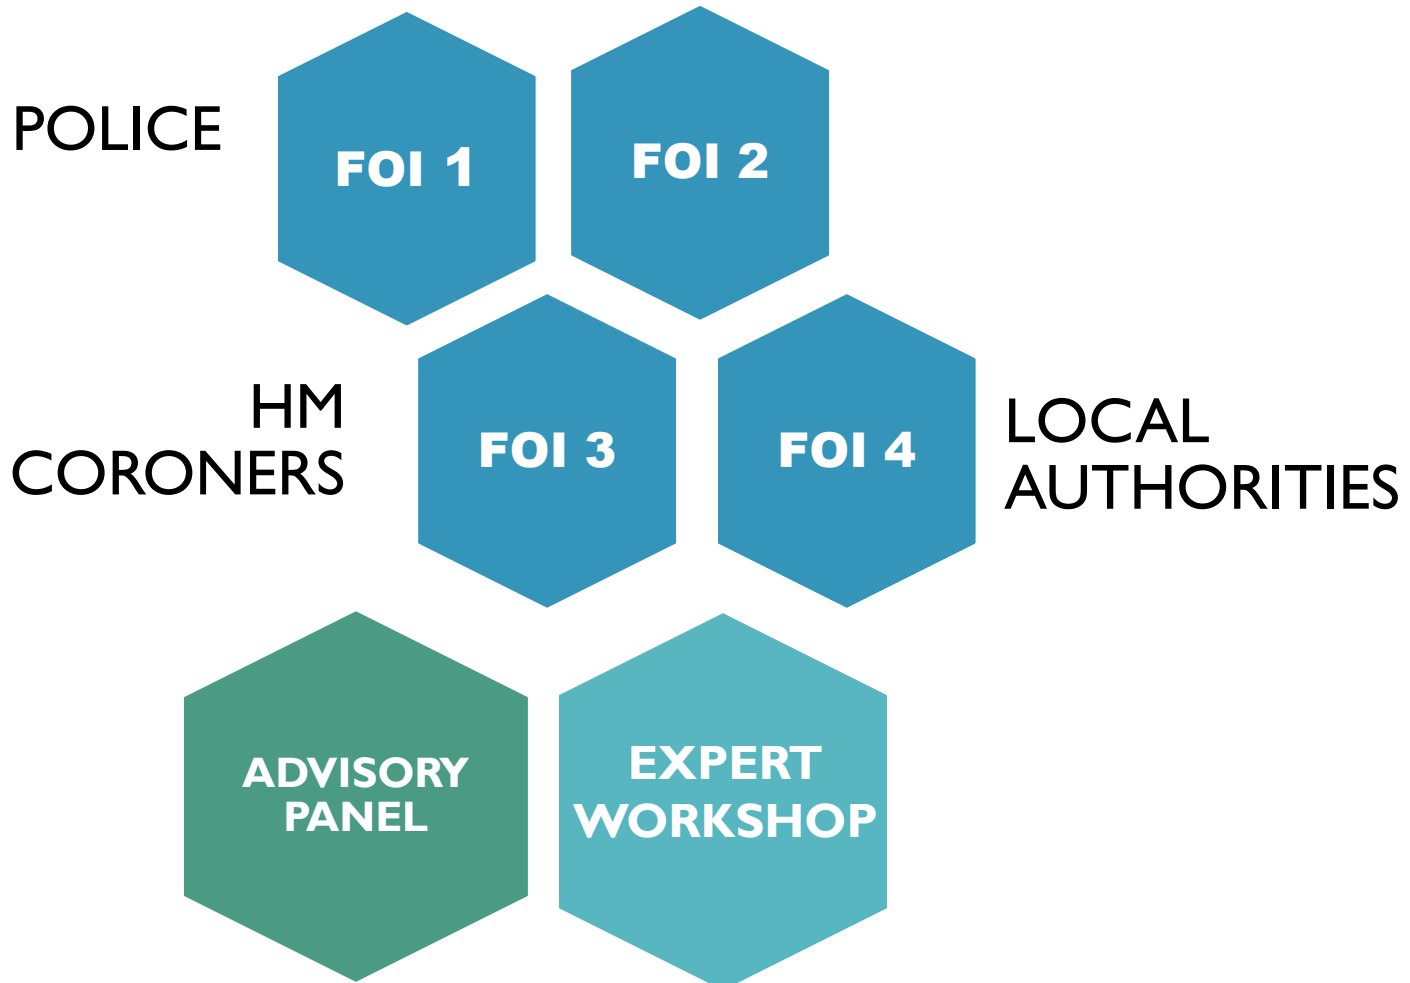 POLICE
FOI 1
FOI 2
HM
CORONERS
FOI 3
FOI 4
LOCAL
AUTHORITIES
ADVISORY
PANEL
EXPERT
WORKSHOP